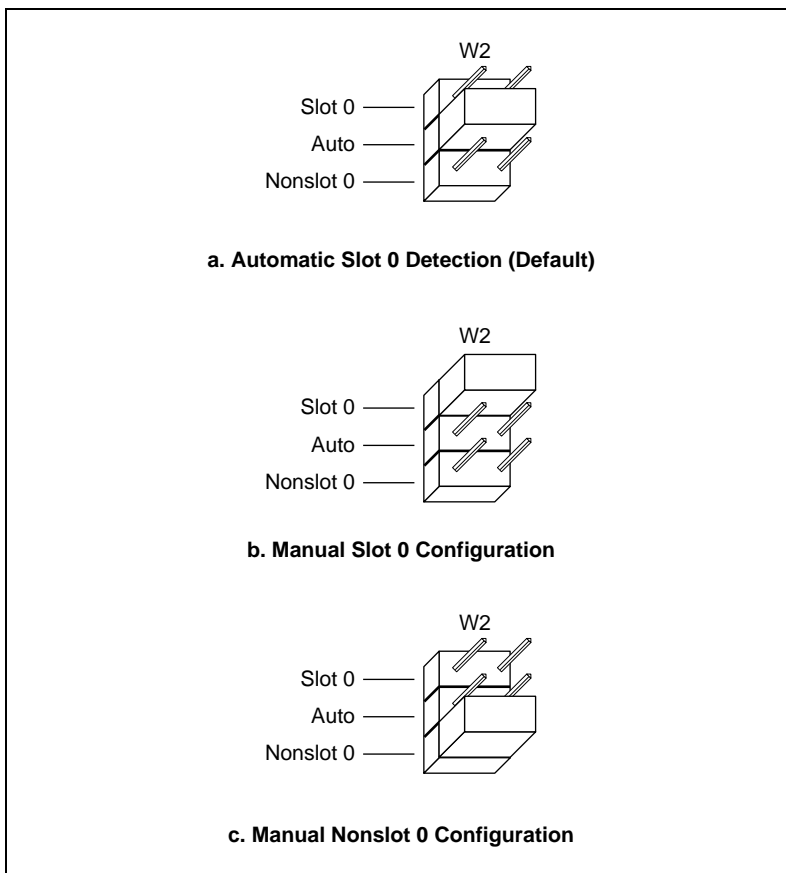 W2
Slot 0
Auto
Nonslot 0
a. Automatic Slot 0 Detection (Default)
W2
Slot 0
Auto
Nonslot 0
b. Manual Slot 0 Configuration
W2
Slot 0
Auto
Nonslot 0
c. Manual Nonslot 0 Configuration